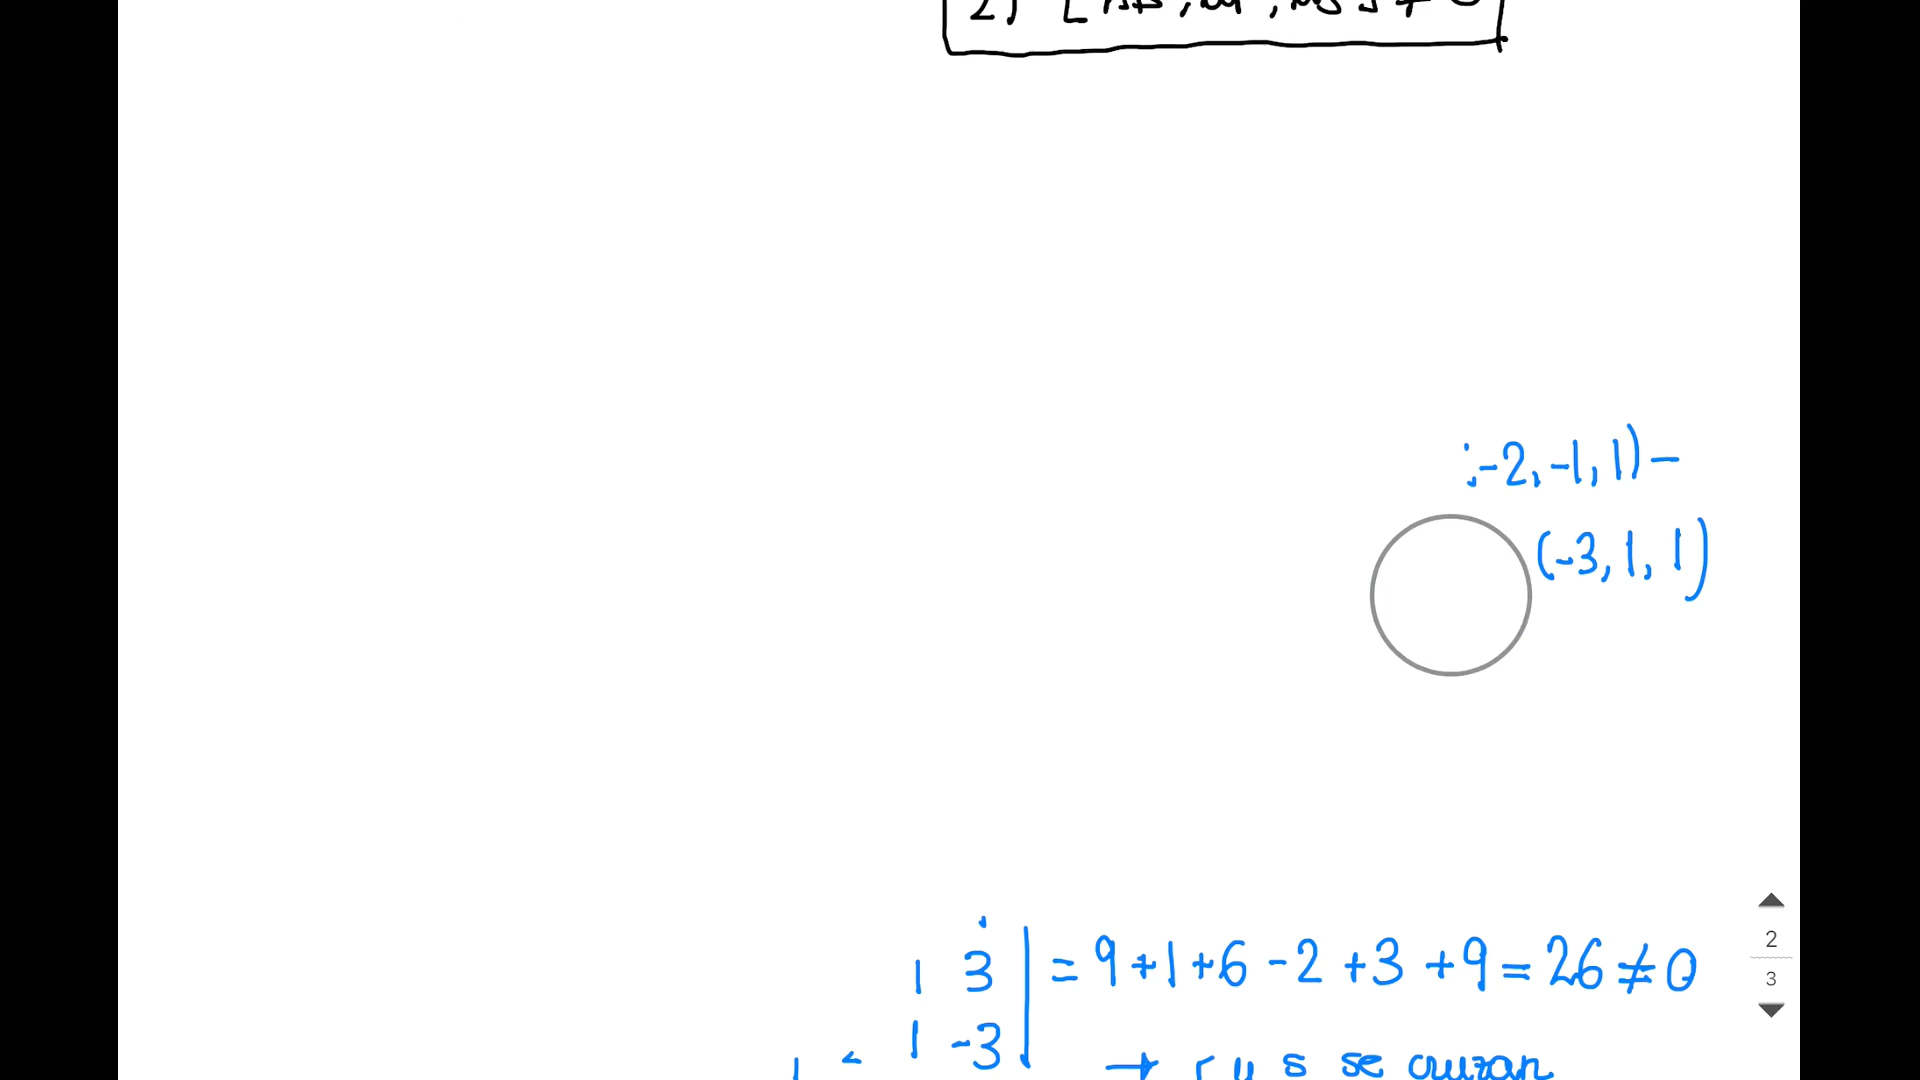 :-2,-1,1)-
(-3,1,1)
2
3
1 3 | =9+1+6-2+3+9=26≠0
1 -3
→ r y s se cruzan